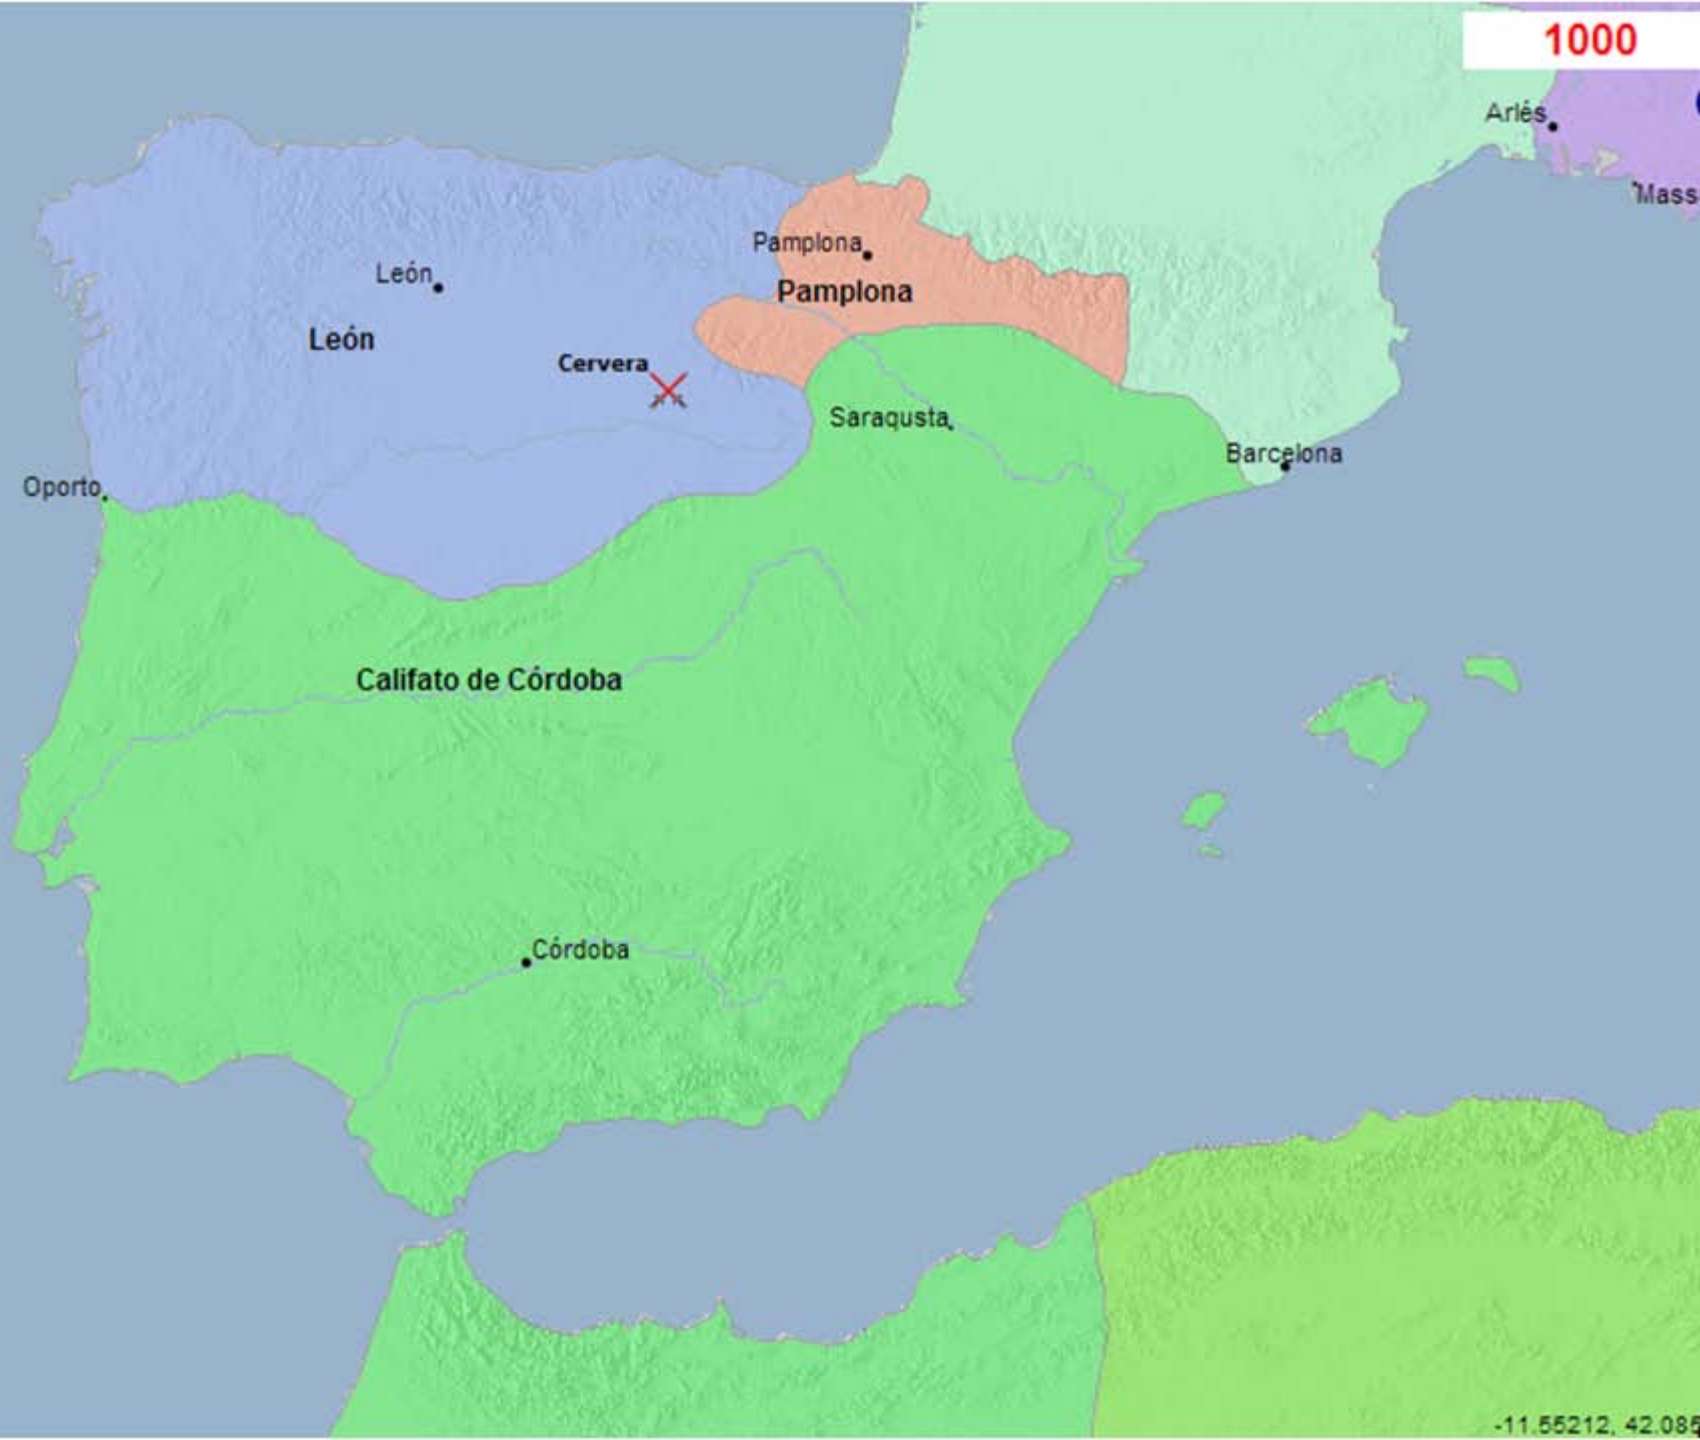 1000
Arlés
Mass
Pamplona
León
Pamplona
León
Cervera
Saraqusta
Barcelona
Oporto
Califato de Córdoba
Córdoba
-11.55212, 42.085